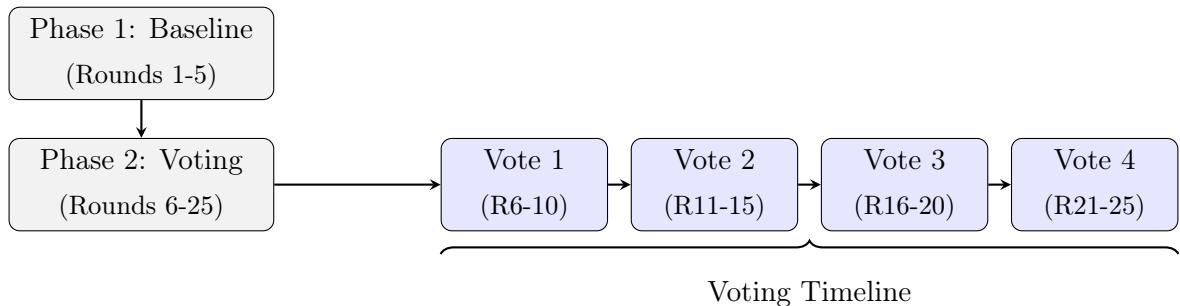 Phase 1: Baseline
(Rounds 1-5)
Phase 2: Voting
(Rounds 6-25)
Vote 1
(R6-10)
Vote 2
(R11-15)
Vote 3
(R16-20)
Vote 4
(R21-25)
Voting Timeline